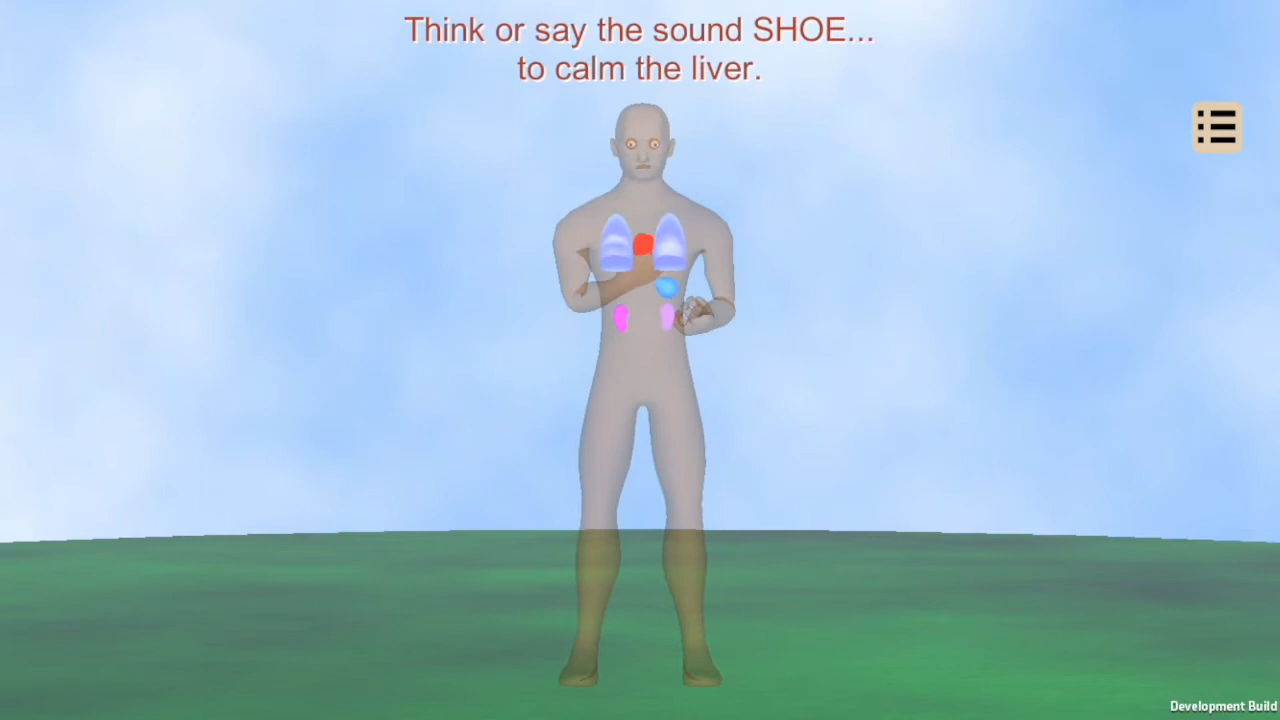 Think or say the sound SHOE...
to calm the liver.
Development Build